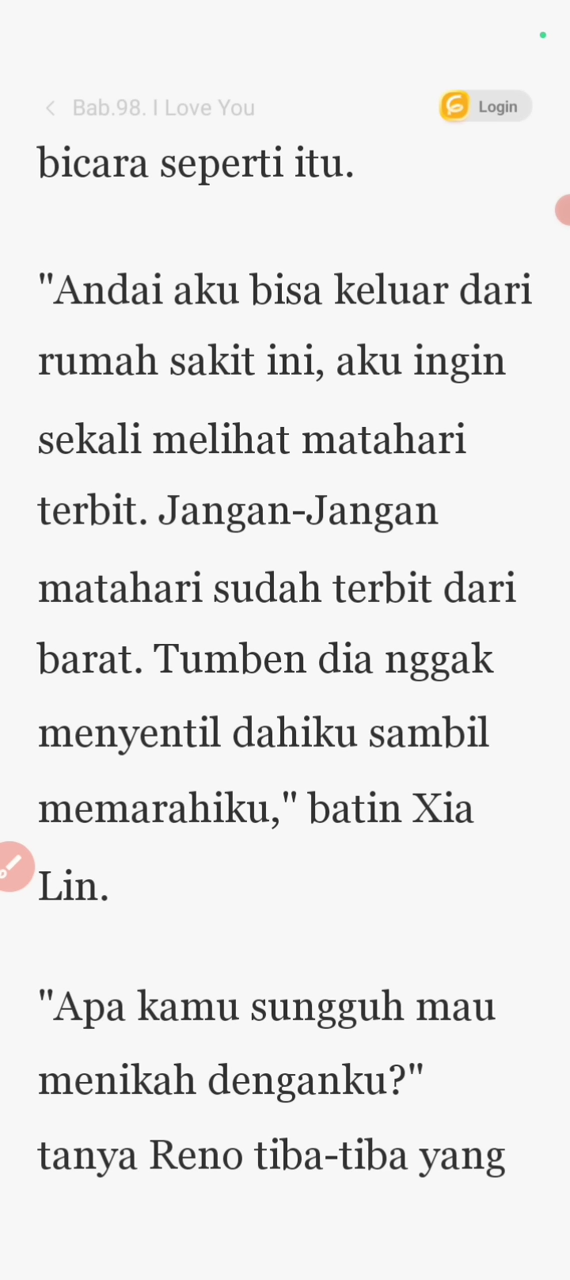 Bab.98. I Love You
Login
bicara seperti itu.
"Andai aku bisa keluar dari
rumah sakit ini, aku ingin
sekali melihat matahari
terbit. Jangan-Jangan
matahari sudah terbit dari
barat. Tumben dia nggak
menyentil dahiku sambil
memarahiku," batin Xia
Lin.
"Apa kamu sungguh mau
menikah denganku?"
tanya Reno tiba-tiba yang